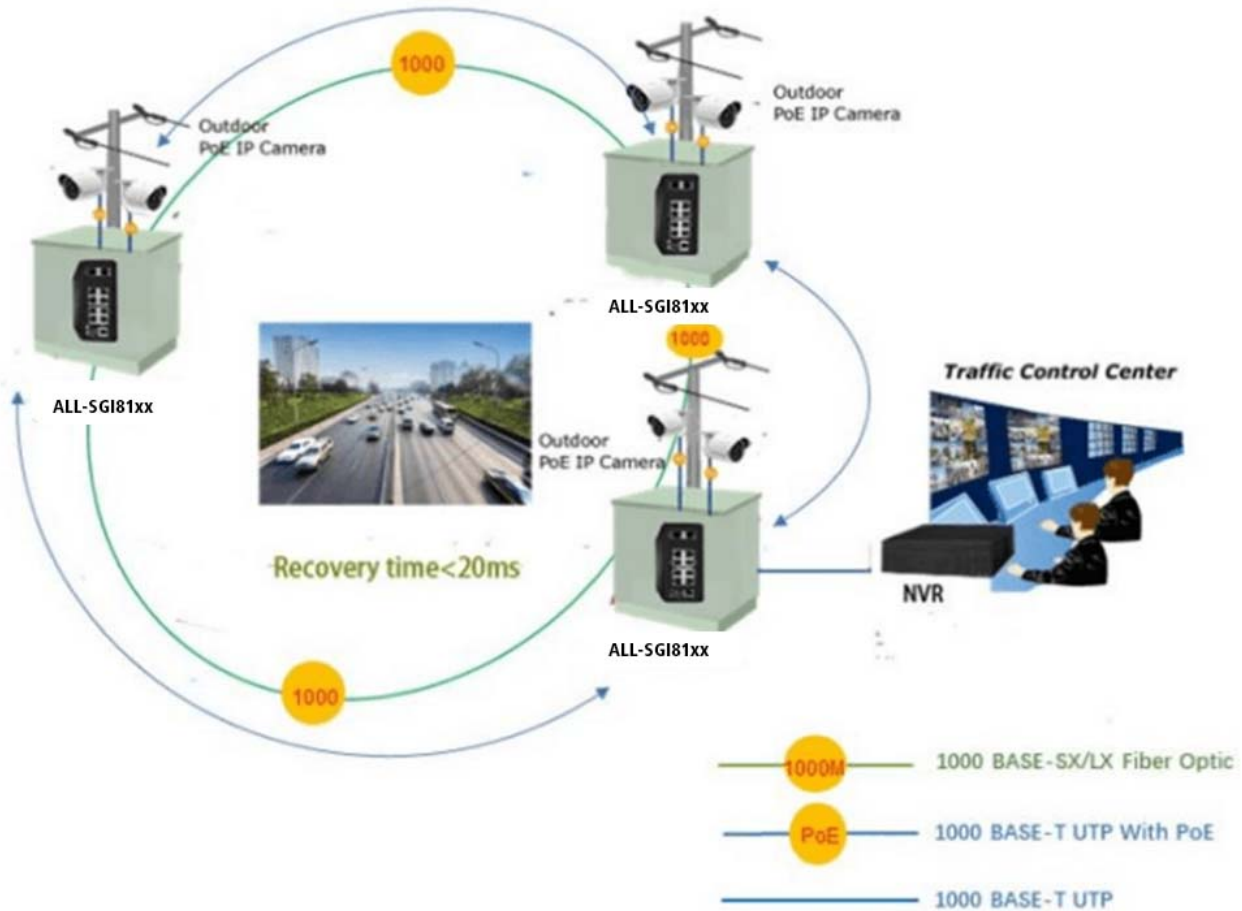 1000
Outdoor
PoE IP Camera
Outdoor
PoE IP Camera
ALL-SGI81xx
1000
ALL-SGI81xx
Traffic Control Center
Outdoor
PoE IP Camera
Recovery time<20ms
NVR
ALL-SGI81xx
1000
1000M
1000 BASE-SX/LX Fiber Optic
PoE
1000 BASE-T UTP With PoE
1000 BASE-T UTP